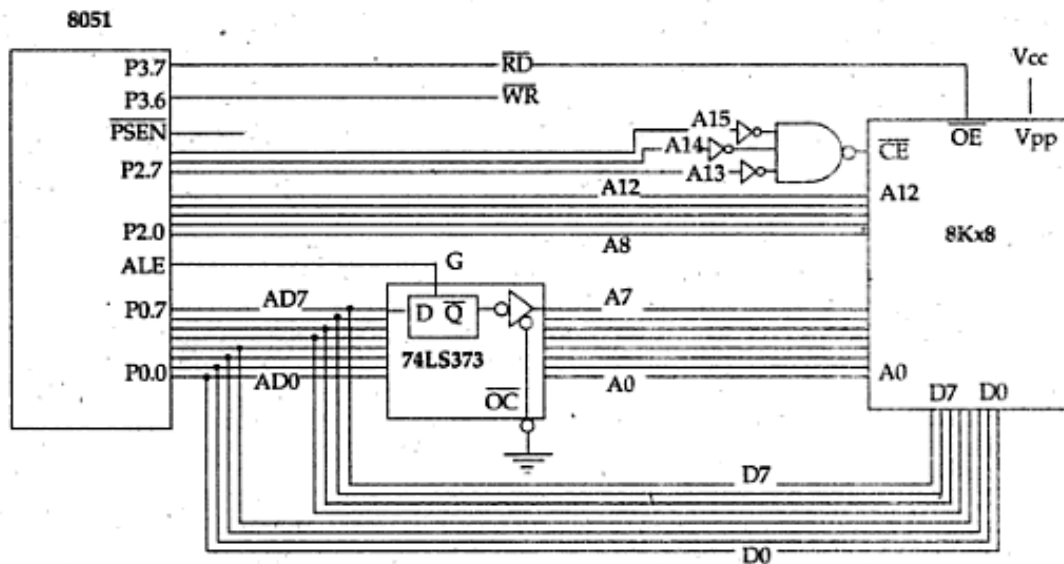 8051
P3.7
RD
Vcc
P3.6
WR
A15
OE
Vpp
PSEN
A14
CE
P2.7
A13
A12
A12
8Kx8
P2.0
A8
ALE
G
P0.7
AD7
D Q
A7
74LS373
P0.0
AD0
OC
A0
A0
D7 D0
D7
D0